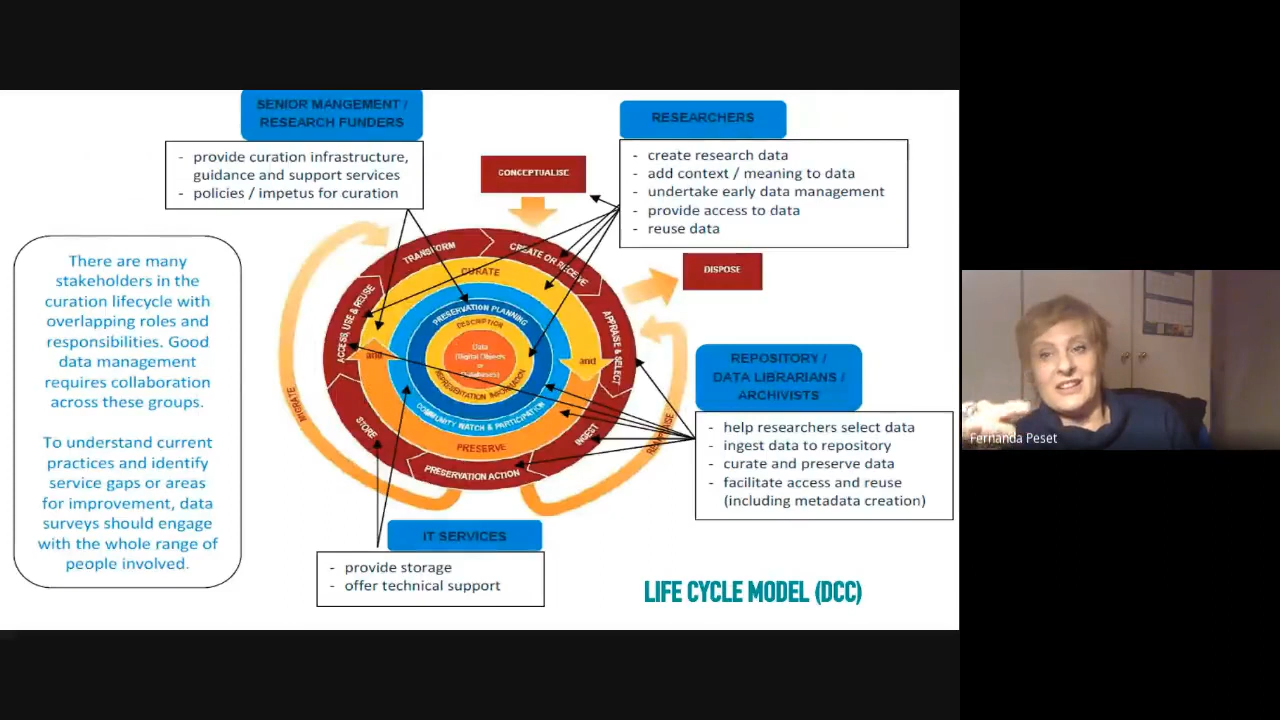 SENIOR MANGEMENT /
RESEARCH FUNDERS
- provide curation infrastructure,
guidance and support services
- policies / impetus for curation
RESEARCHERS
- create research data
- add context / meaning to data
- undertake early data management
- provide access to data
- reuse data
CONCEPTUALISE
DISPOSE
There are many
stakeholders in the
curation lifecycle with
overlapping roles and
responsibilities. Good
data management
requires collaboration
across these groups.
To understand current
practices and identify
service gaps or areas
for improvement, data
surveys should engage
with the whole range of
people involved.
TRANSFORM
CREATE OR RECEIVE
APPRAISE & SELECT
INGEST
PRESERVATION ACTION
STORE
ACCESS, USE & REUSE
MIGRATE
CURATE
and
and
PRESERVE
PRESERVATION PLANNING
COMMUNITY WATCH & PARTICIPATION
DESCRIPTION
REPRESENTATION INFORMATION
Data
(Digital Objects
or
Databases)
REPOSITORY /
DATA LIBRARIANS /
ARCHIVISTS
- help researchers select data
- ingest data to repository
- curate and preserve data
- facilitate access and reuse
(including metadata creation)
IT SERVICES
- provide storage
- offer technical support
LIFE CYCLE MODEL (DCC)
Fernanda Peset